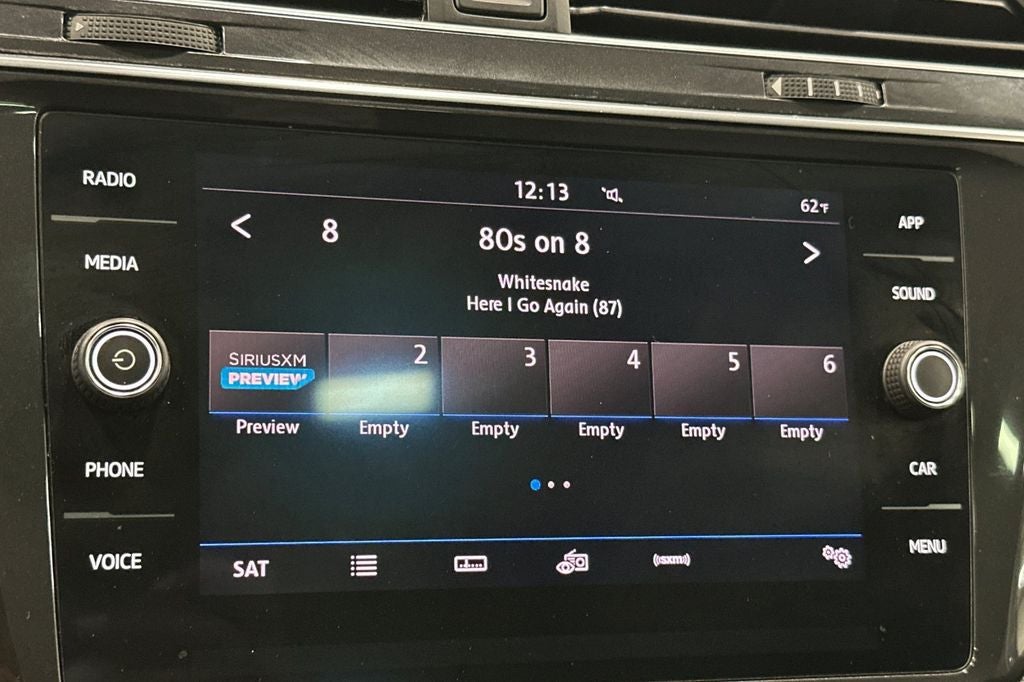 RADIO
MEDIA
PHONE
VOICE
12:13
62°F
8
80s on 8
Whitesnake
Here I Go Again (87)
SIRIUSXM
PREVIEW
2
3
4
5
6
Preview
Empty
Empty
Empty
Empty
Empty
SAT
((sxm))
APP
SOUND
CAR
MENU